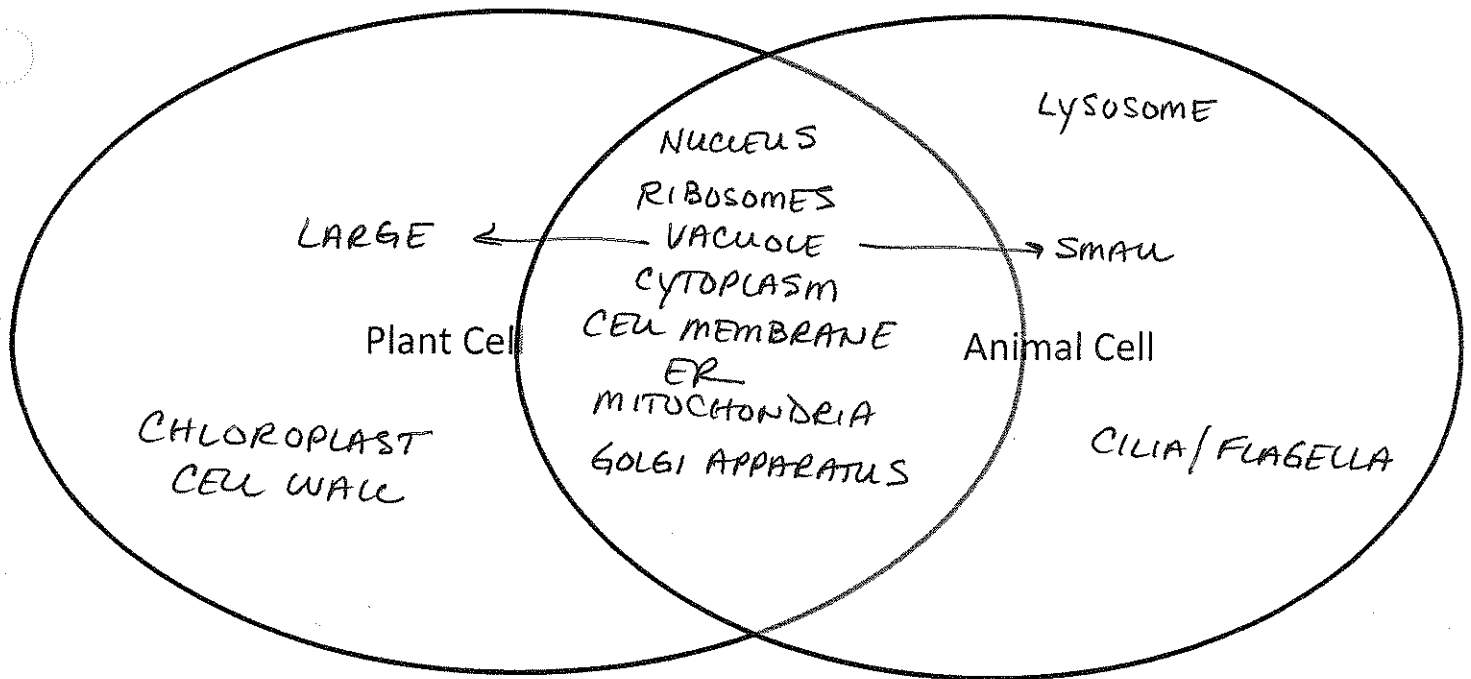 LYSOSOME
NUCLEUS
RIBOSOMES
LARGE ← VACUOLE → SMALL
CYTOPLASM
CELL MEMBRANE
Plant Cell
Animal Cell
ER
MITOCHONDRIA
CHLOROPLAST
CELL WALL
GOLGI APPARATUS
CILIA/FLAGELLA